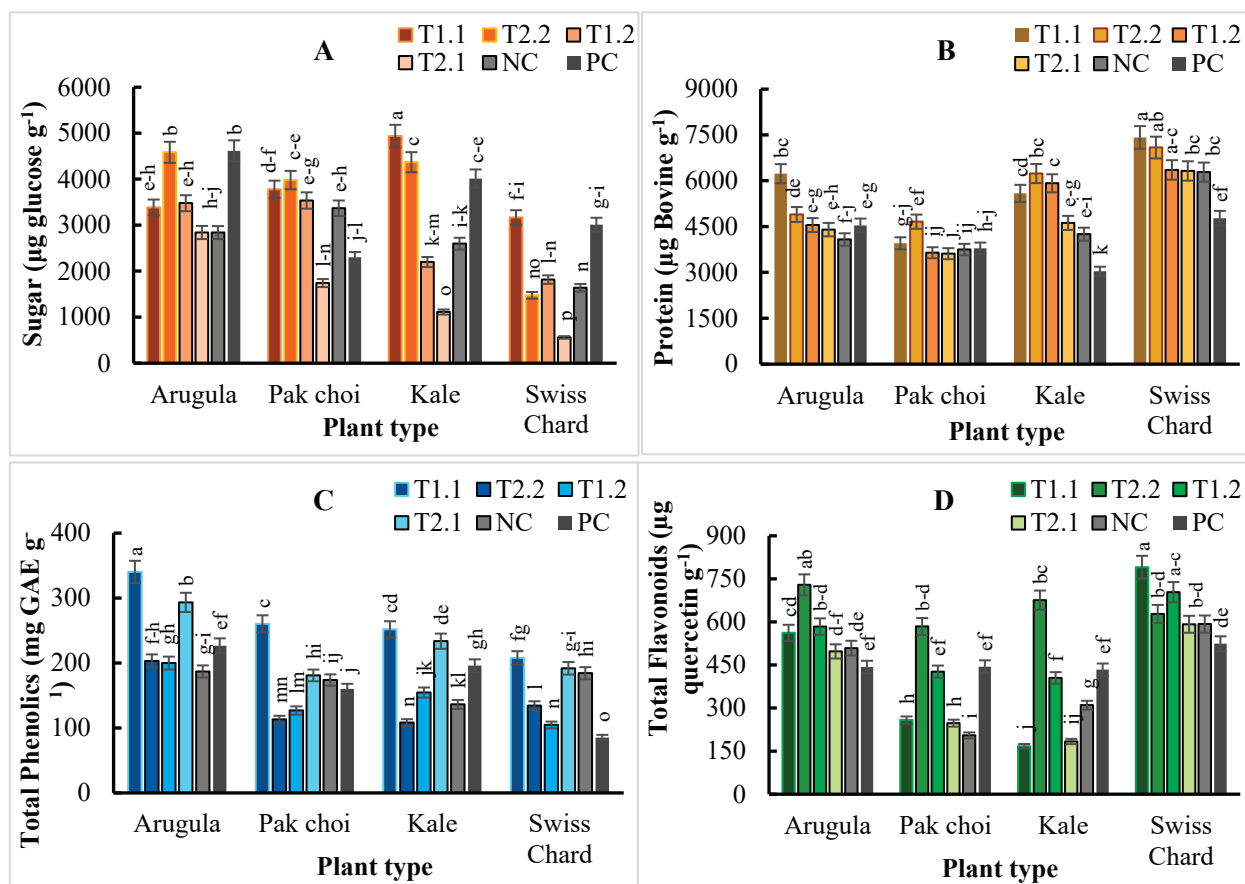 A
T1.1 T2.2 T1.2
T2.1 NC PC
Sugar (µg glucose g⁻¹)
6000
5000
4000
3000
2000
1000
0
e-h b e-h h-j b
d-f c-e e-g l-n e-h j-l
a c k-m o i-k c-e
f-i no l-n p n g-i
Arugula Pak choi Kale Swiss
Chard
Plant type
B
T1.1 T2.2 T1.2
T2.1 NC PC
Protein (µg Bovine g⁻¹)
9000
7500
6000
4500
3000
1500
0
bc de e-g e-h f-j e-g
g-j ef ij j. ij h-j
cd bc c e-g e-i k
a ab a-c bc bc ef
Arugula Pak choi Kale Swiss
Chard
Plant type
C
T1.1 T2.2 T1.2
T2.1 NC PC
Total Phenolics (mg GAE g⁻
¹)
400
300
200
100
0
a f-h gh b g-i ef
c mn lm hi ij j
cd n jk de kl gh
fg l n g-i hi o
Arugula Pak choi Kale Swiss
Chard
Plant type
D
T1.1 T2.2 T1.2
T2.1 NC PC
Total Flavonoids (µg
quercetin g⁻¹)
900
750
600
450
300
150
0
cd ab b-d d-f de ef
h b-d ef h i ef
j bc f ij g ef
a b-d a-c b-d de
Arugula Pak choi Kale Swiss
Chard
Plant type